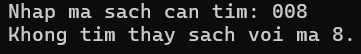 Nhap ma sach can tim: 008
Khong tim thay sach voi ma 8.